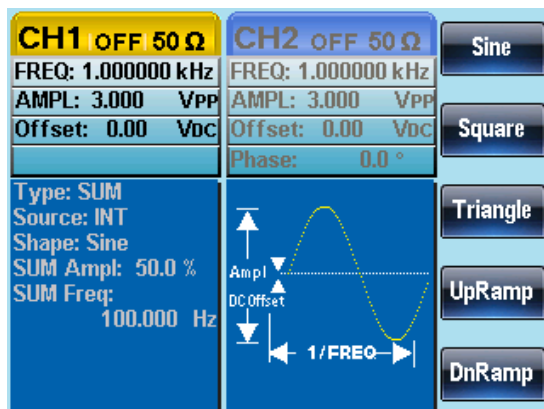 CH1 OFF 50 Ω
FREQ: 1.000000 kHz
AMPL: 3.000 VPP
Offset: 0.00 VDC
CH2 OFF 50 Ω
FREQ: 1.000000 kHz
AMPL: 3.000 VPP
Offset: 0.00 VDC
Phase: 0.0 °
Type: SUM
Source: INT
Shape: Sine
SUM Ampl: 50.0 %
SUM Freq:
100.000 Hz
Ampl
DC Offset
1/FREQ
Sine
Square
Triangle
UpRamp
DnRamp